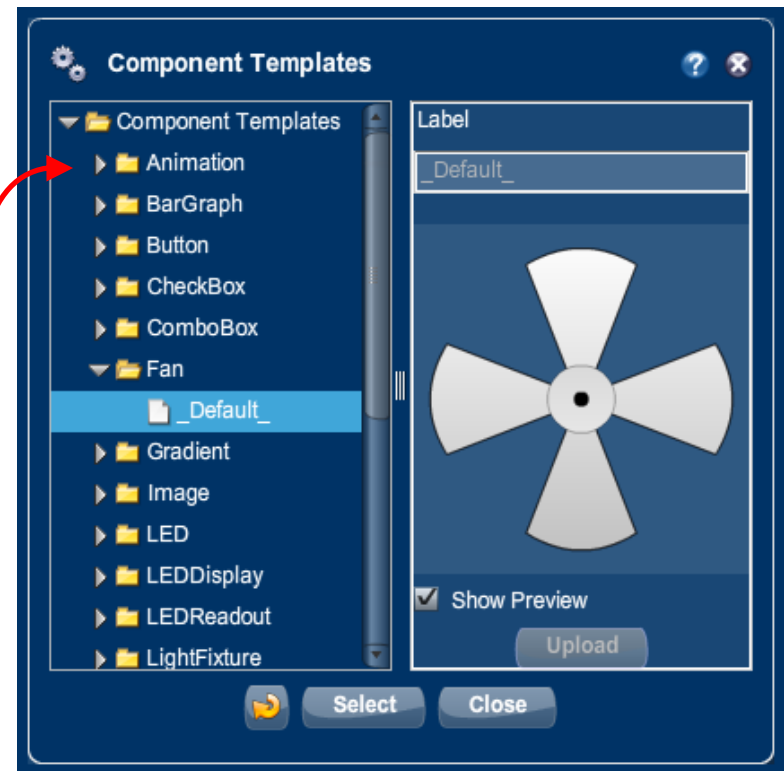 Component Templates
Component Templates
Animation
BarGraph
Button
CheckBox
ComboBox
Fan
_Default_
Gradient
Image
LED
LEDDisplay
LEDReadout
LightFixture
Label
_Default_
Show Preview
Upload
Select
Close